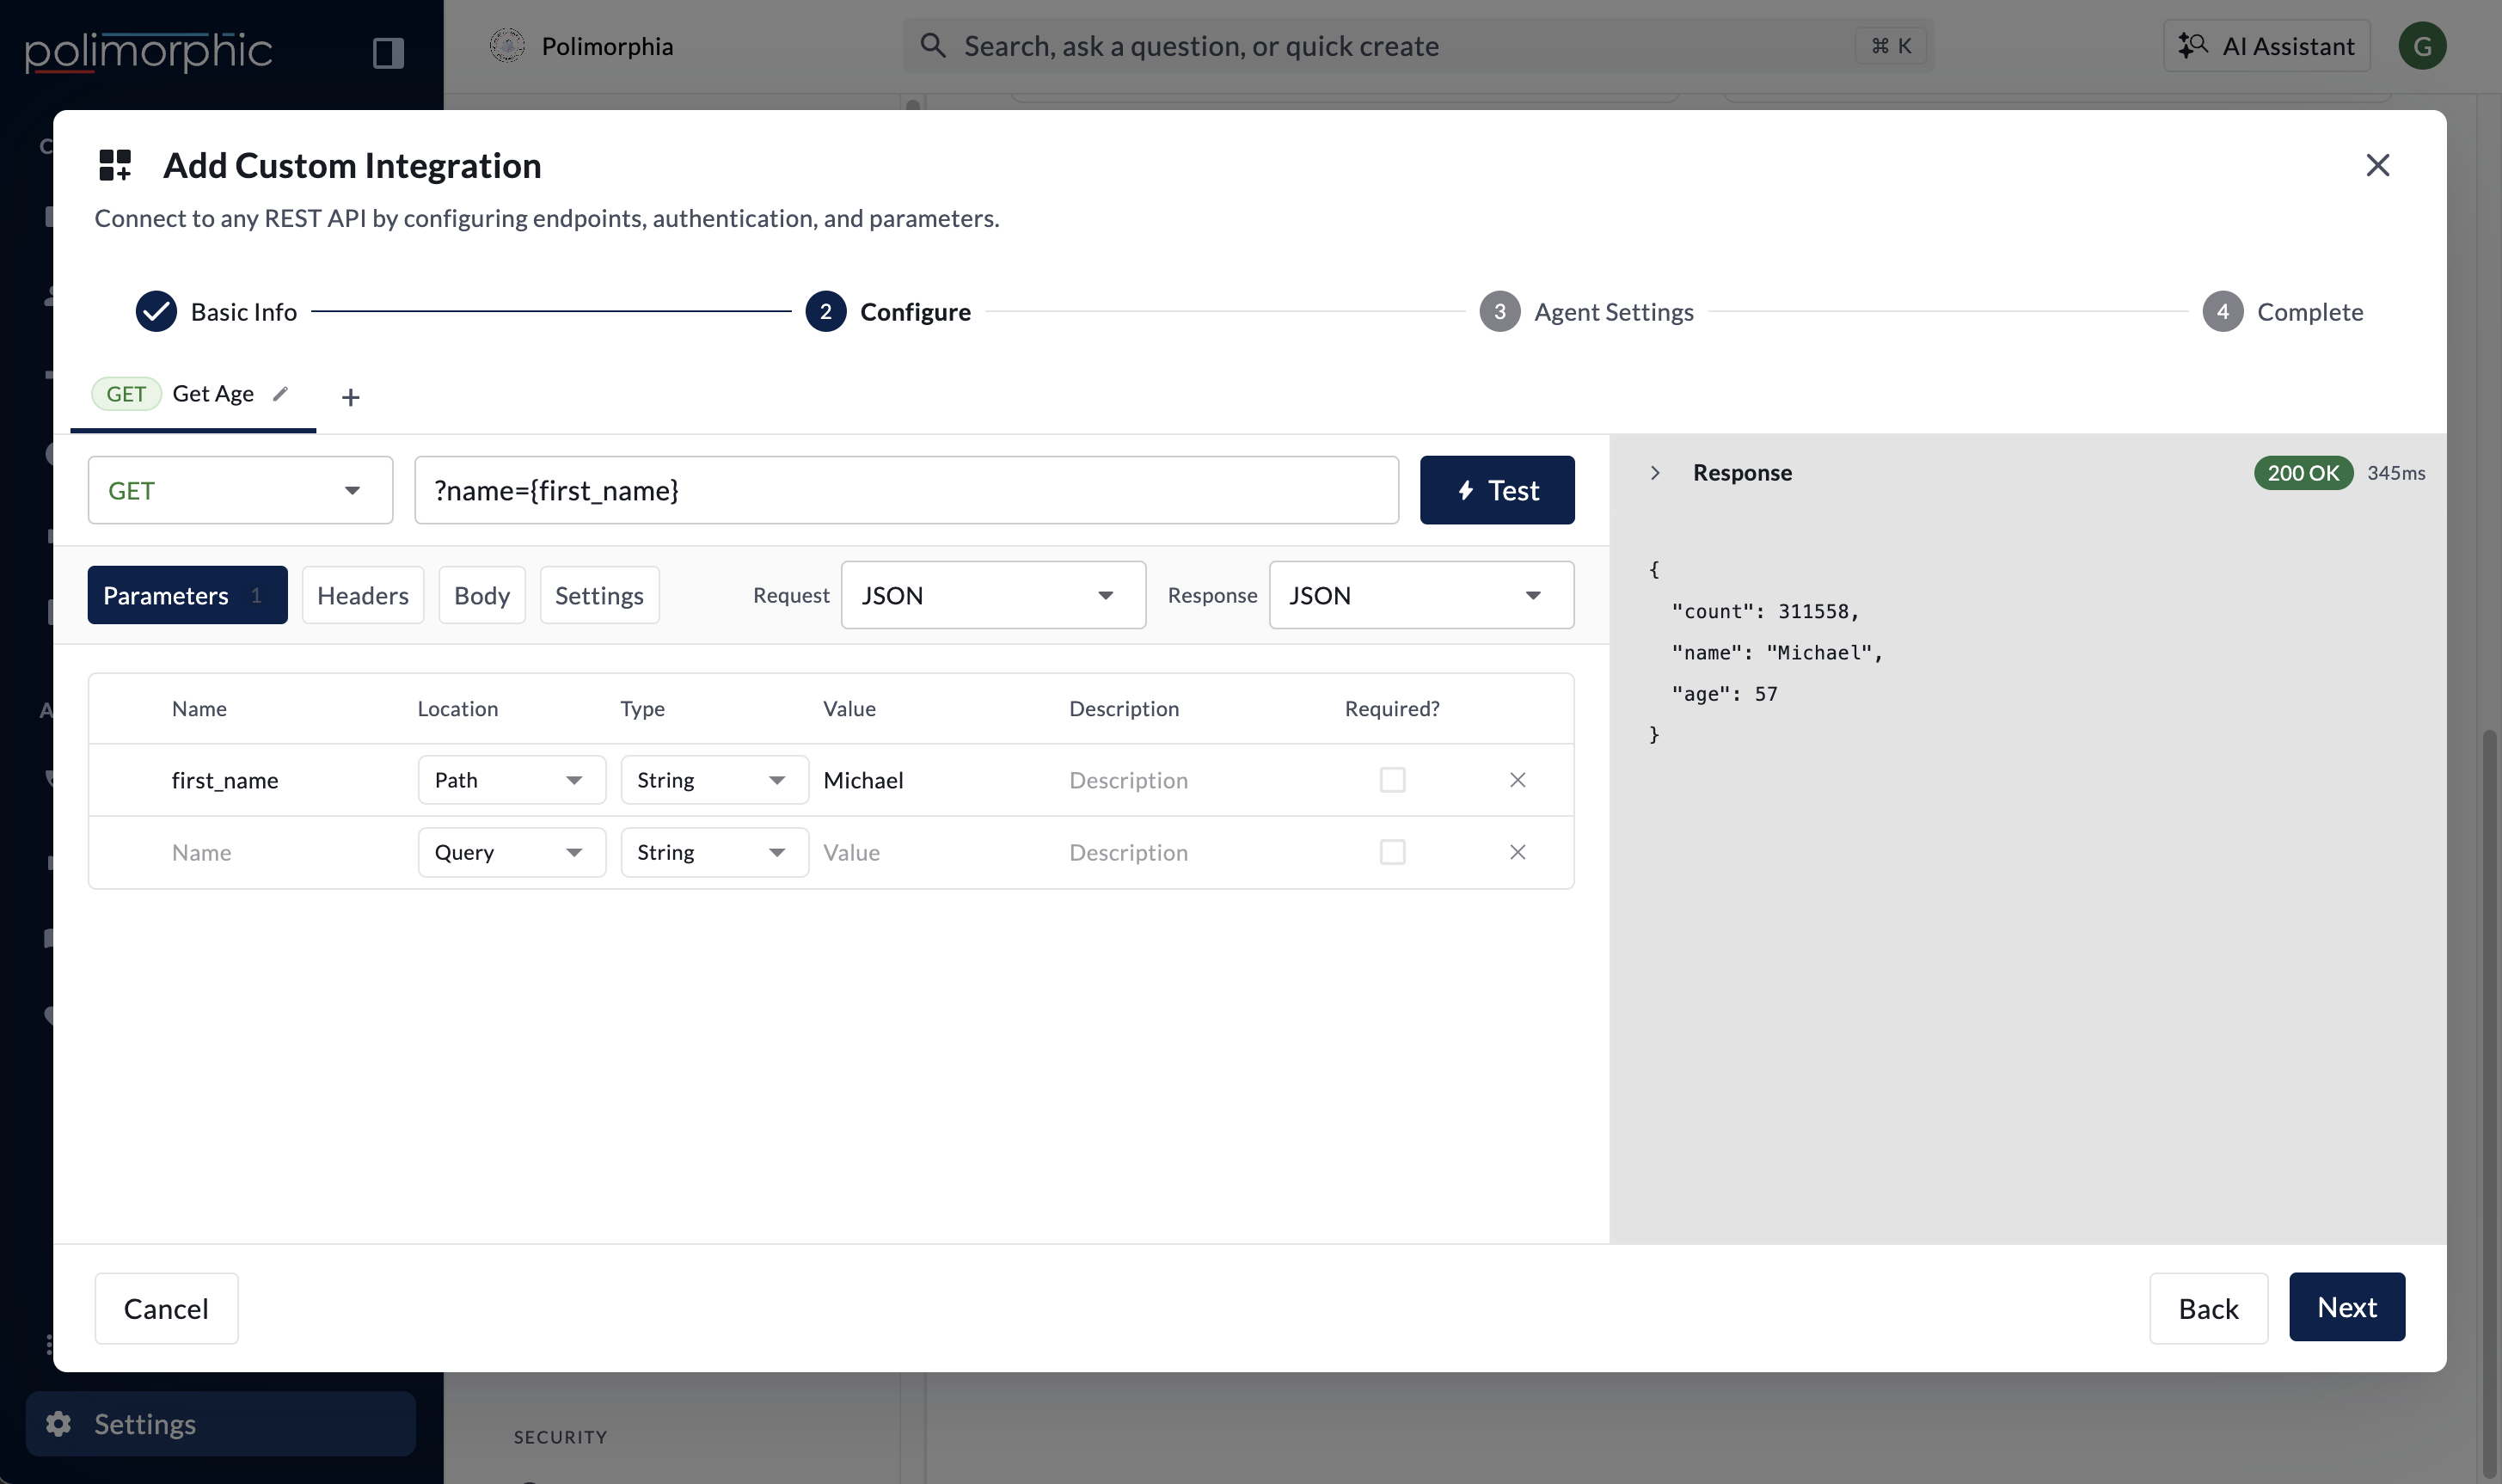 polimorphic
Polimorphia
Search, ask a question, or quick create
⌘ K
AI Assistant
G
Add Custom Integration
Connect to any REST API by configuring endpoints, authentication, and parameters.
Basic Info
2 Configure
3 Agent Settings
4 Complete
GET Get Age
+
GET
?name={first_name}
Test
Response
200 OK
345ms
Parameters 1
Headers
Body
Settings
Request
JSON
Response
JSON
{
"count": 311558,
"name": "Michael",
"age": 57
}
Name Location Type Value Description Required?
first_name Path String Michael Description
Name Query String Value Description
Cancel
Back
Next
Settings
SECURITY